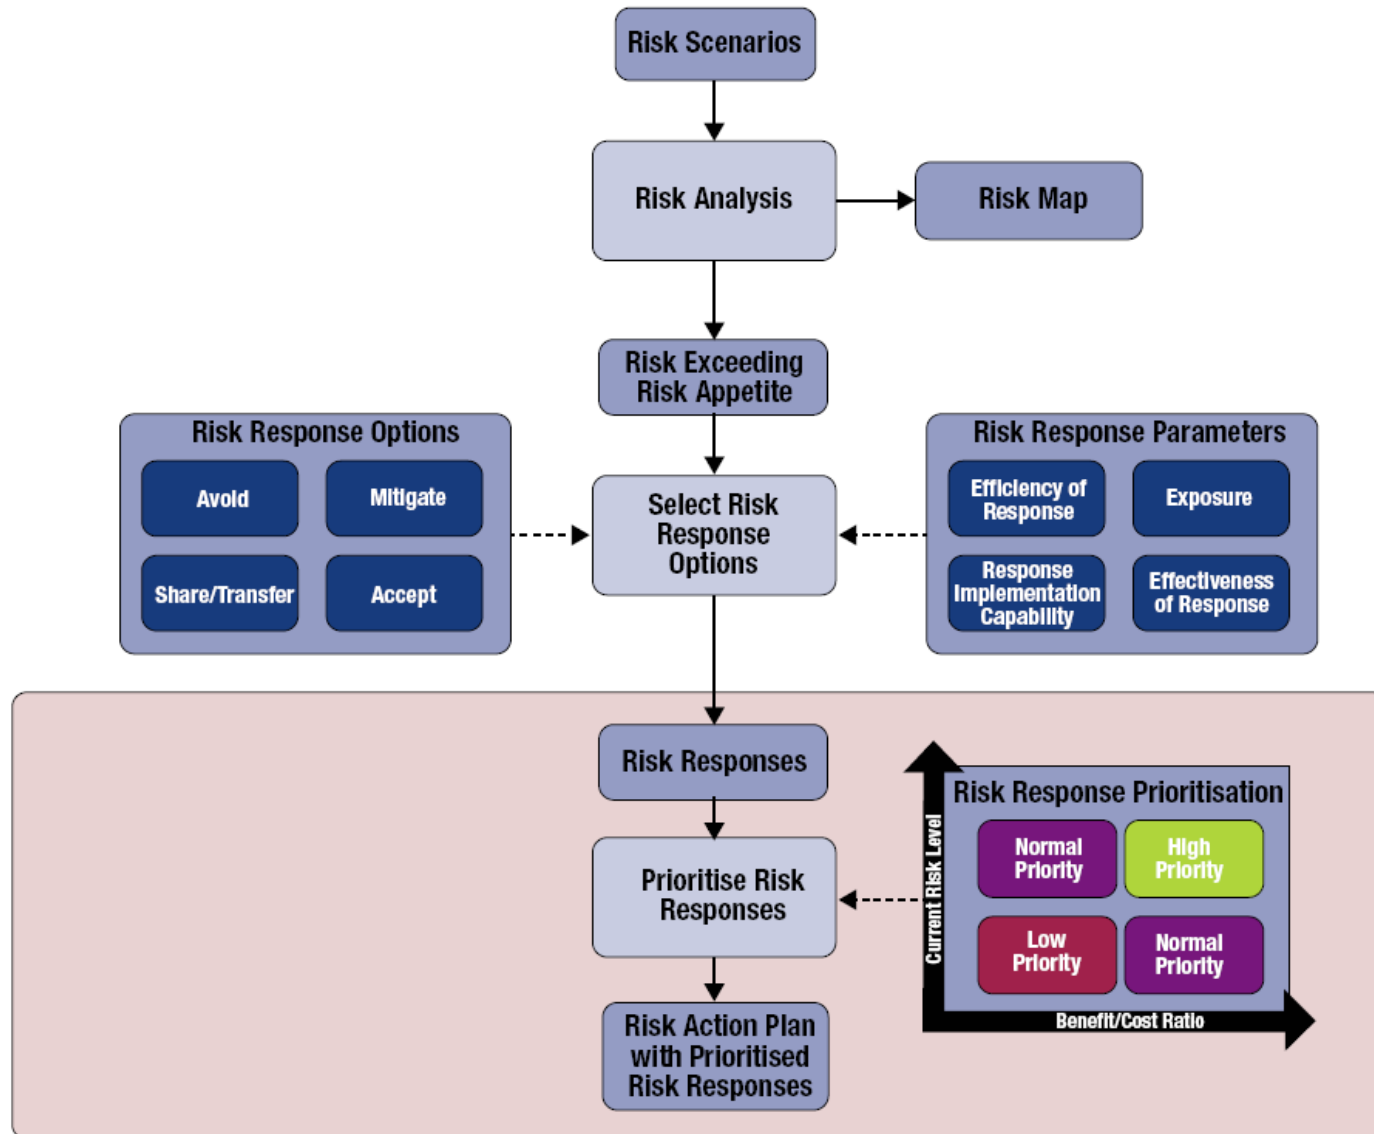 Risk Scenarios
Risk Analysis
Risk Map
Risk Exceeding
Risk Appetite
Risk Response Options
Avoid
Mitigate
Share/Transfer
Accept
Select Risk
Response
Options
Risk Response Parameters
Efficiency of
Response
Exposure
Response
Implementation
Capability
Effectiveness
of Response
Risk Responses
Prioritise Risk
Responses
Risk Action Plan
with Prioritised
Risk Responses
Risk Response Prioritisation
Current Risk Level
Normal
Priority
High
Priority
Low
Priority
Normal
Priority
Benefit/Cost Ratio